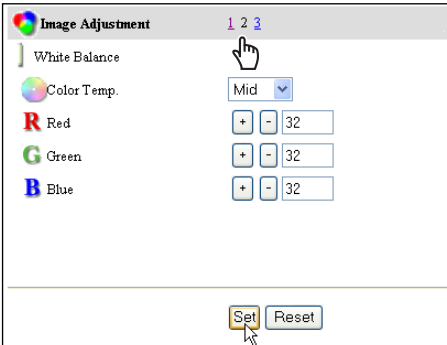 Image Adjustment 1 2 3
White Balance
Color Temp. Mid
R Red + - 32
G Green + - 32
B Blue + - 32
Set Reset